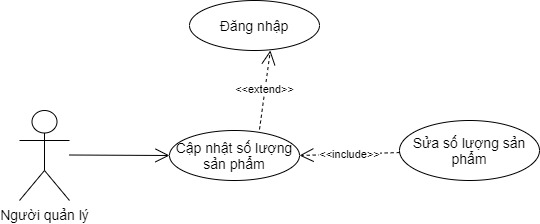 Đăng nhập
<<extend>>
Cập nhật số lượng
sản phẩm
<<include>>
Sửa số lượng sản
phẩm
Người quản lý